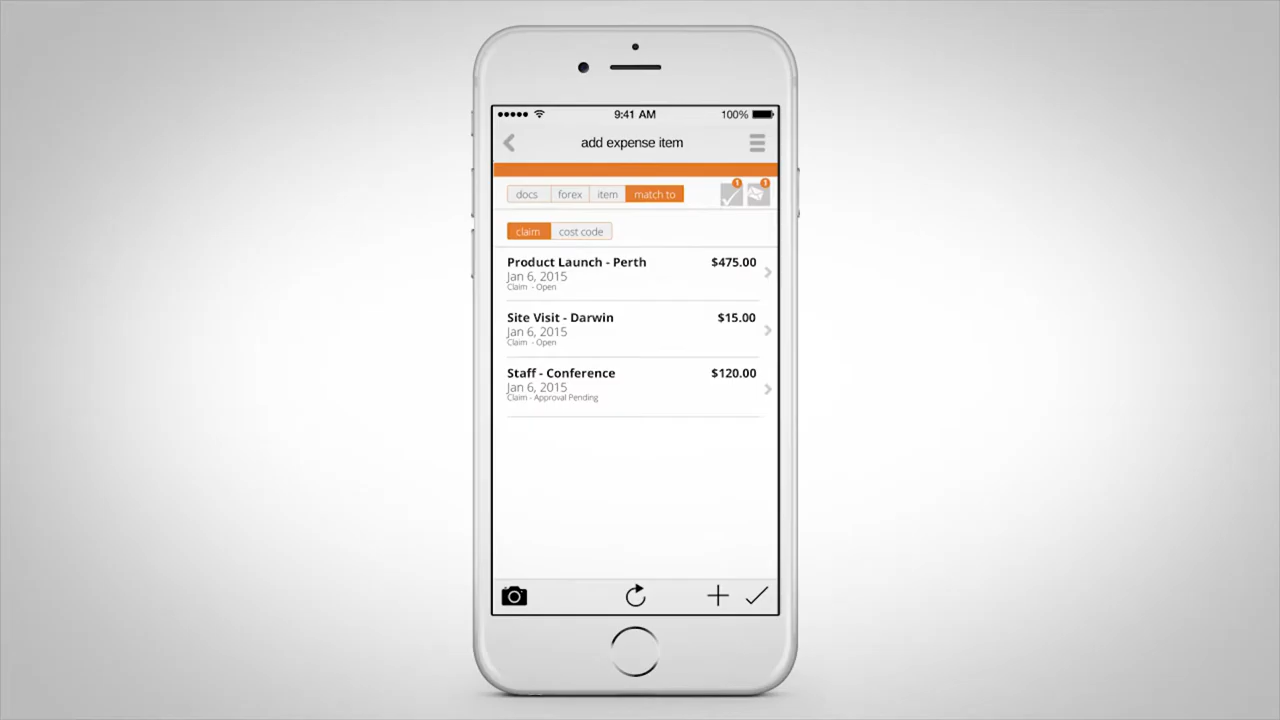 9:41 AM 100%
add expense item
docs forex item match to 1 1
claim cost code
Product Launch - Perth $475.00
Jan 6, 2015
Claim - Open
Site Visit - Darwin $15.00
Jan 6, 2015
Claim - Open
Staff - Conference $120.00
Jan 6, 2015
Claim - Approval Pending